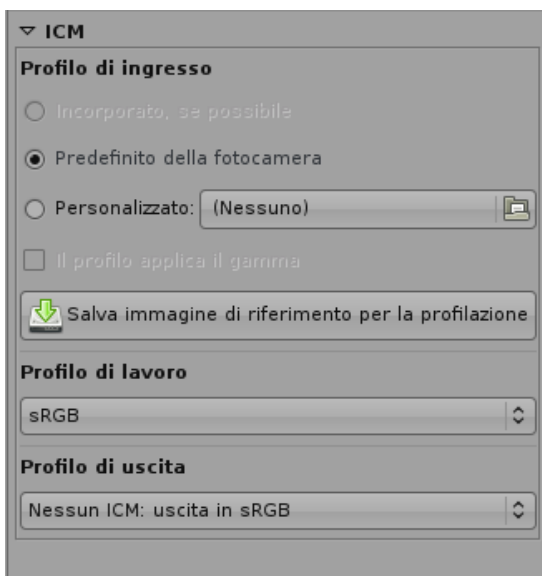 ICM
Profilo di ingresso
Incorporato, se possibile
Predefinito della fotocamera
Personalizzato: (Nessuno)
Il profilo applica il gamma
Salva immagine di riferimento per la profilazione
Profilo di lavoro
sRGB
Profilo di uscita
Nessun ICM: uscita in sRGB